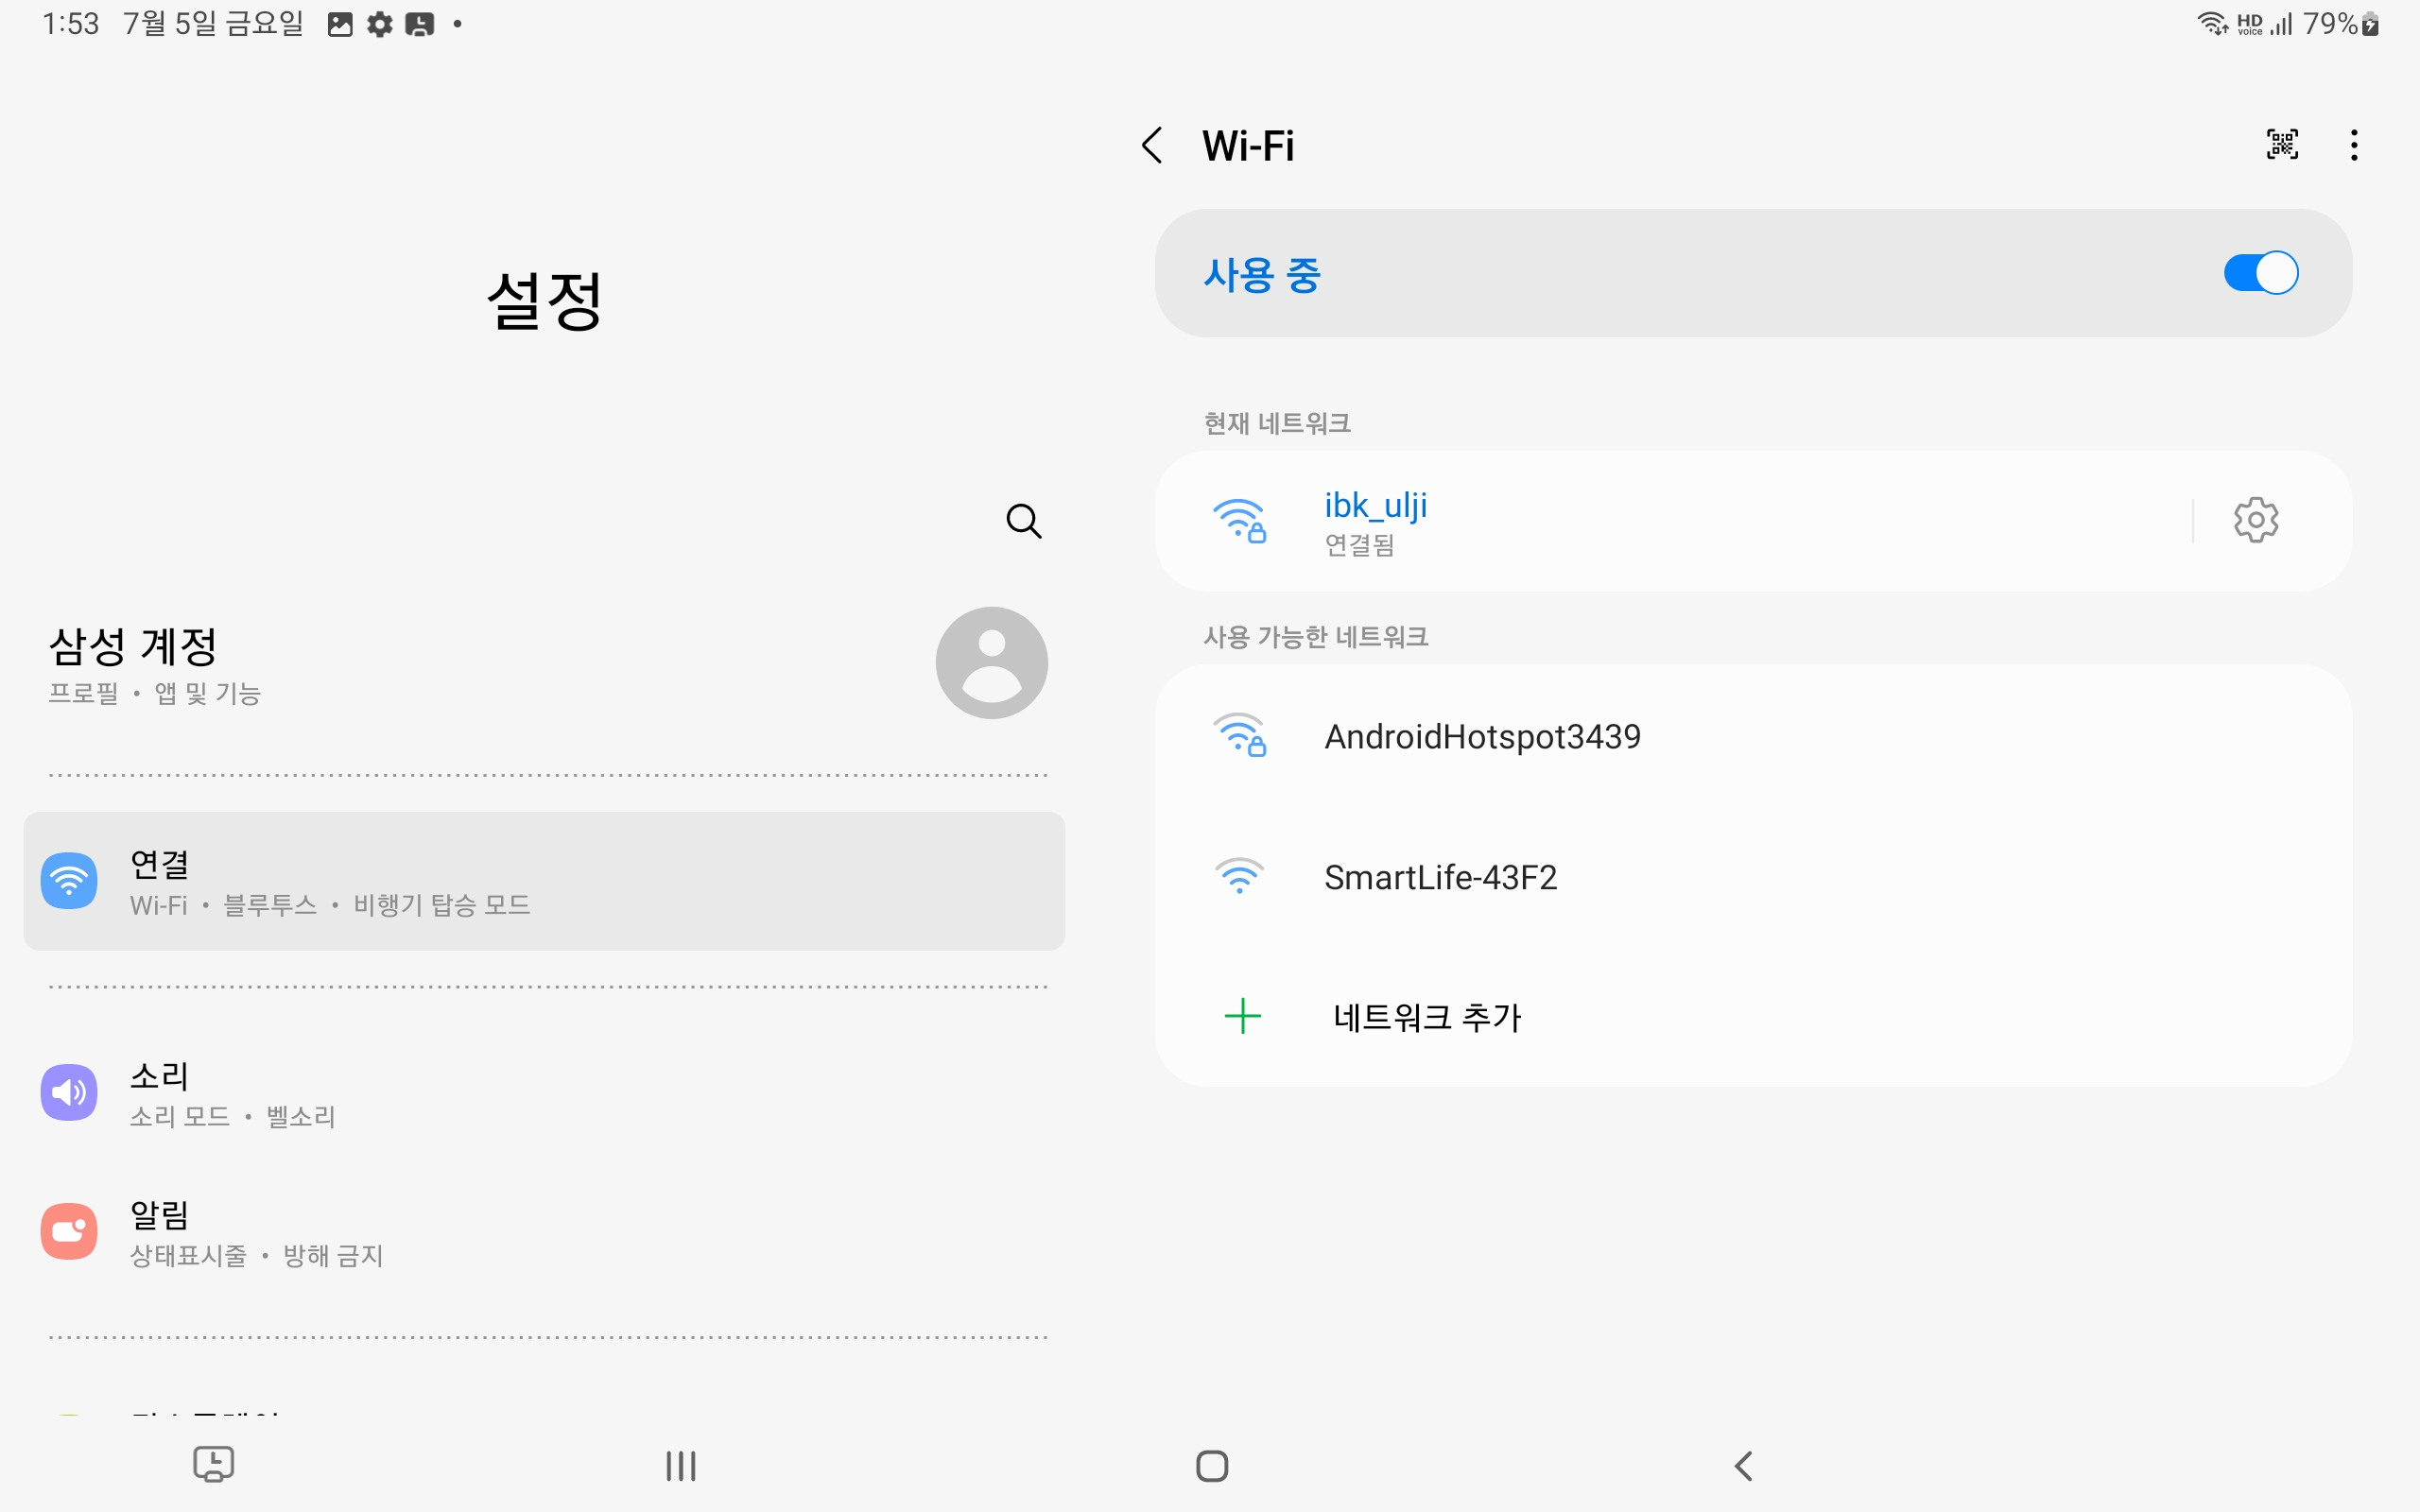 1:53 7월 5일 금요일
HD voice 79%
설정
삼성 계정
프로필 • 앱 및 기능
연결
Wi-Fi • 블루투스 • 비행기 탑승 모드
소리
소리 모드 • 벨소리
알림
상태표시줄 • 방해 금지
Wi-Fi
사용 중
현재 네트워크
ibk_ulji
연결됨
사용 가능한 네트워크
AndroidHotspot3439
SmartLife-43F2
네트워크 추가